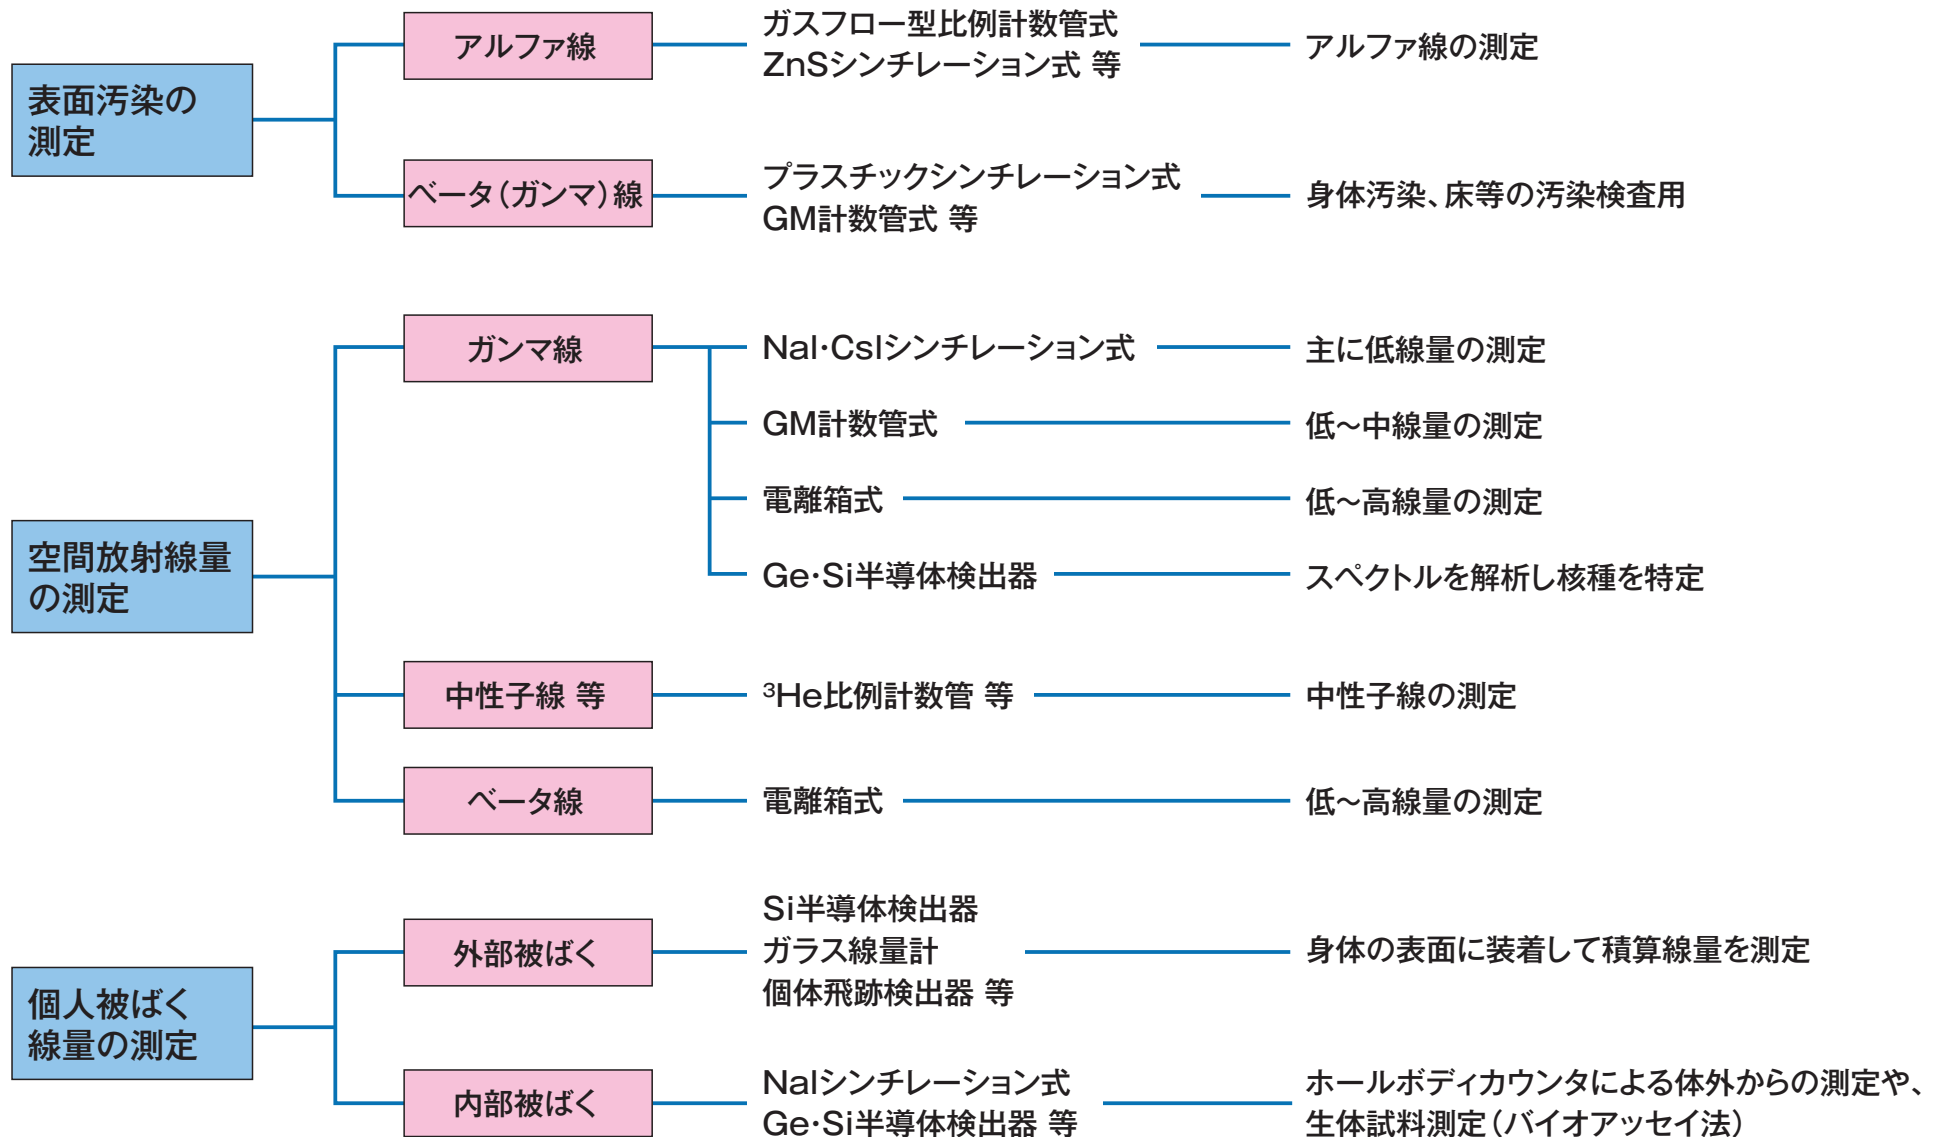 表面汚染の
測定
アルファ線
ガスフロー型比例計数管式
ZnSシンチレーション式 等
アルファ線の測定
ベータ(ガンマ)線
プラスチックシンチレーション式
GM計数管式 等
身体汚染、床等の汚染検査用
空間放射線量
の測定
ガンマ線
NaI·CsIシンチレーション式
主に低線量の測定
GM計数管式
低〜中線量の測定
電離箱式
低〜高線量の測定
Ge·Si半導体検出器
スペクトルを解析し核種を特定
中性子線 等
³He比例計数管 等
中性子線の測定
ベータ線
電離箱式
低〜高線量の測定
個人被ばく
線量の測定
外部被ばく
Si半導体検出器
ガラス線量計
個体飛跡検出器 等
身体の表面に装着して積算線量を測定
内部被ばく
NaIシンチレーション式
Ge·Si半導体検出器 等
ホールボディカウンタによる体外からの測定や、
生体試料測定(バイオアッセイ法)